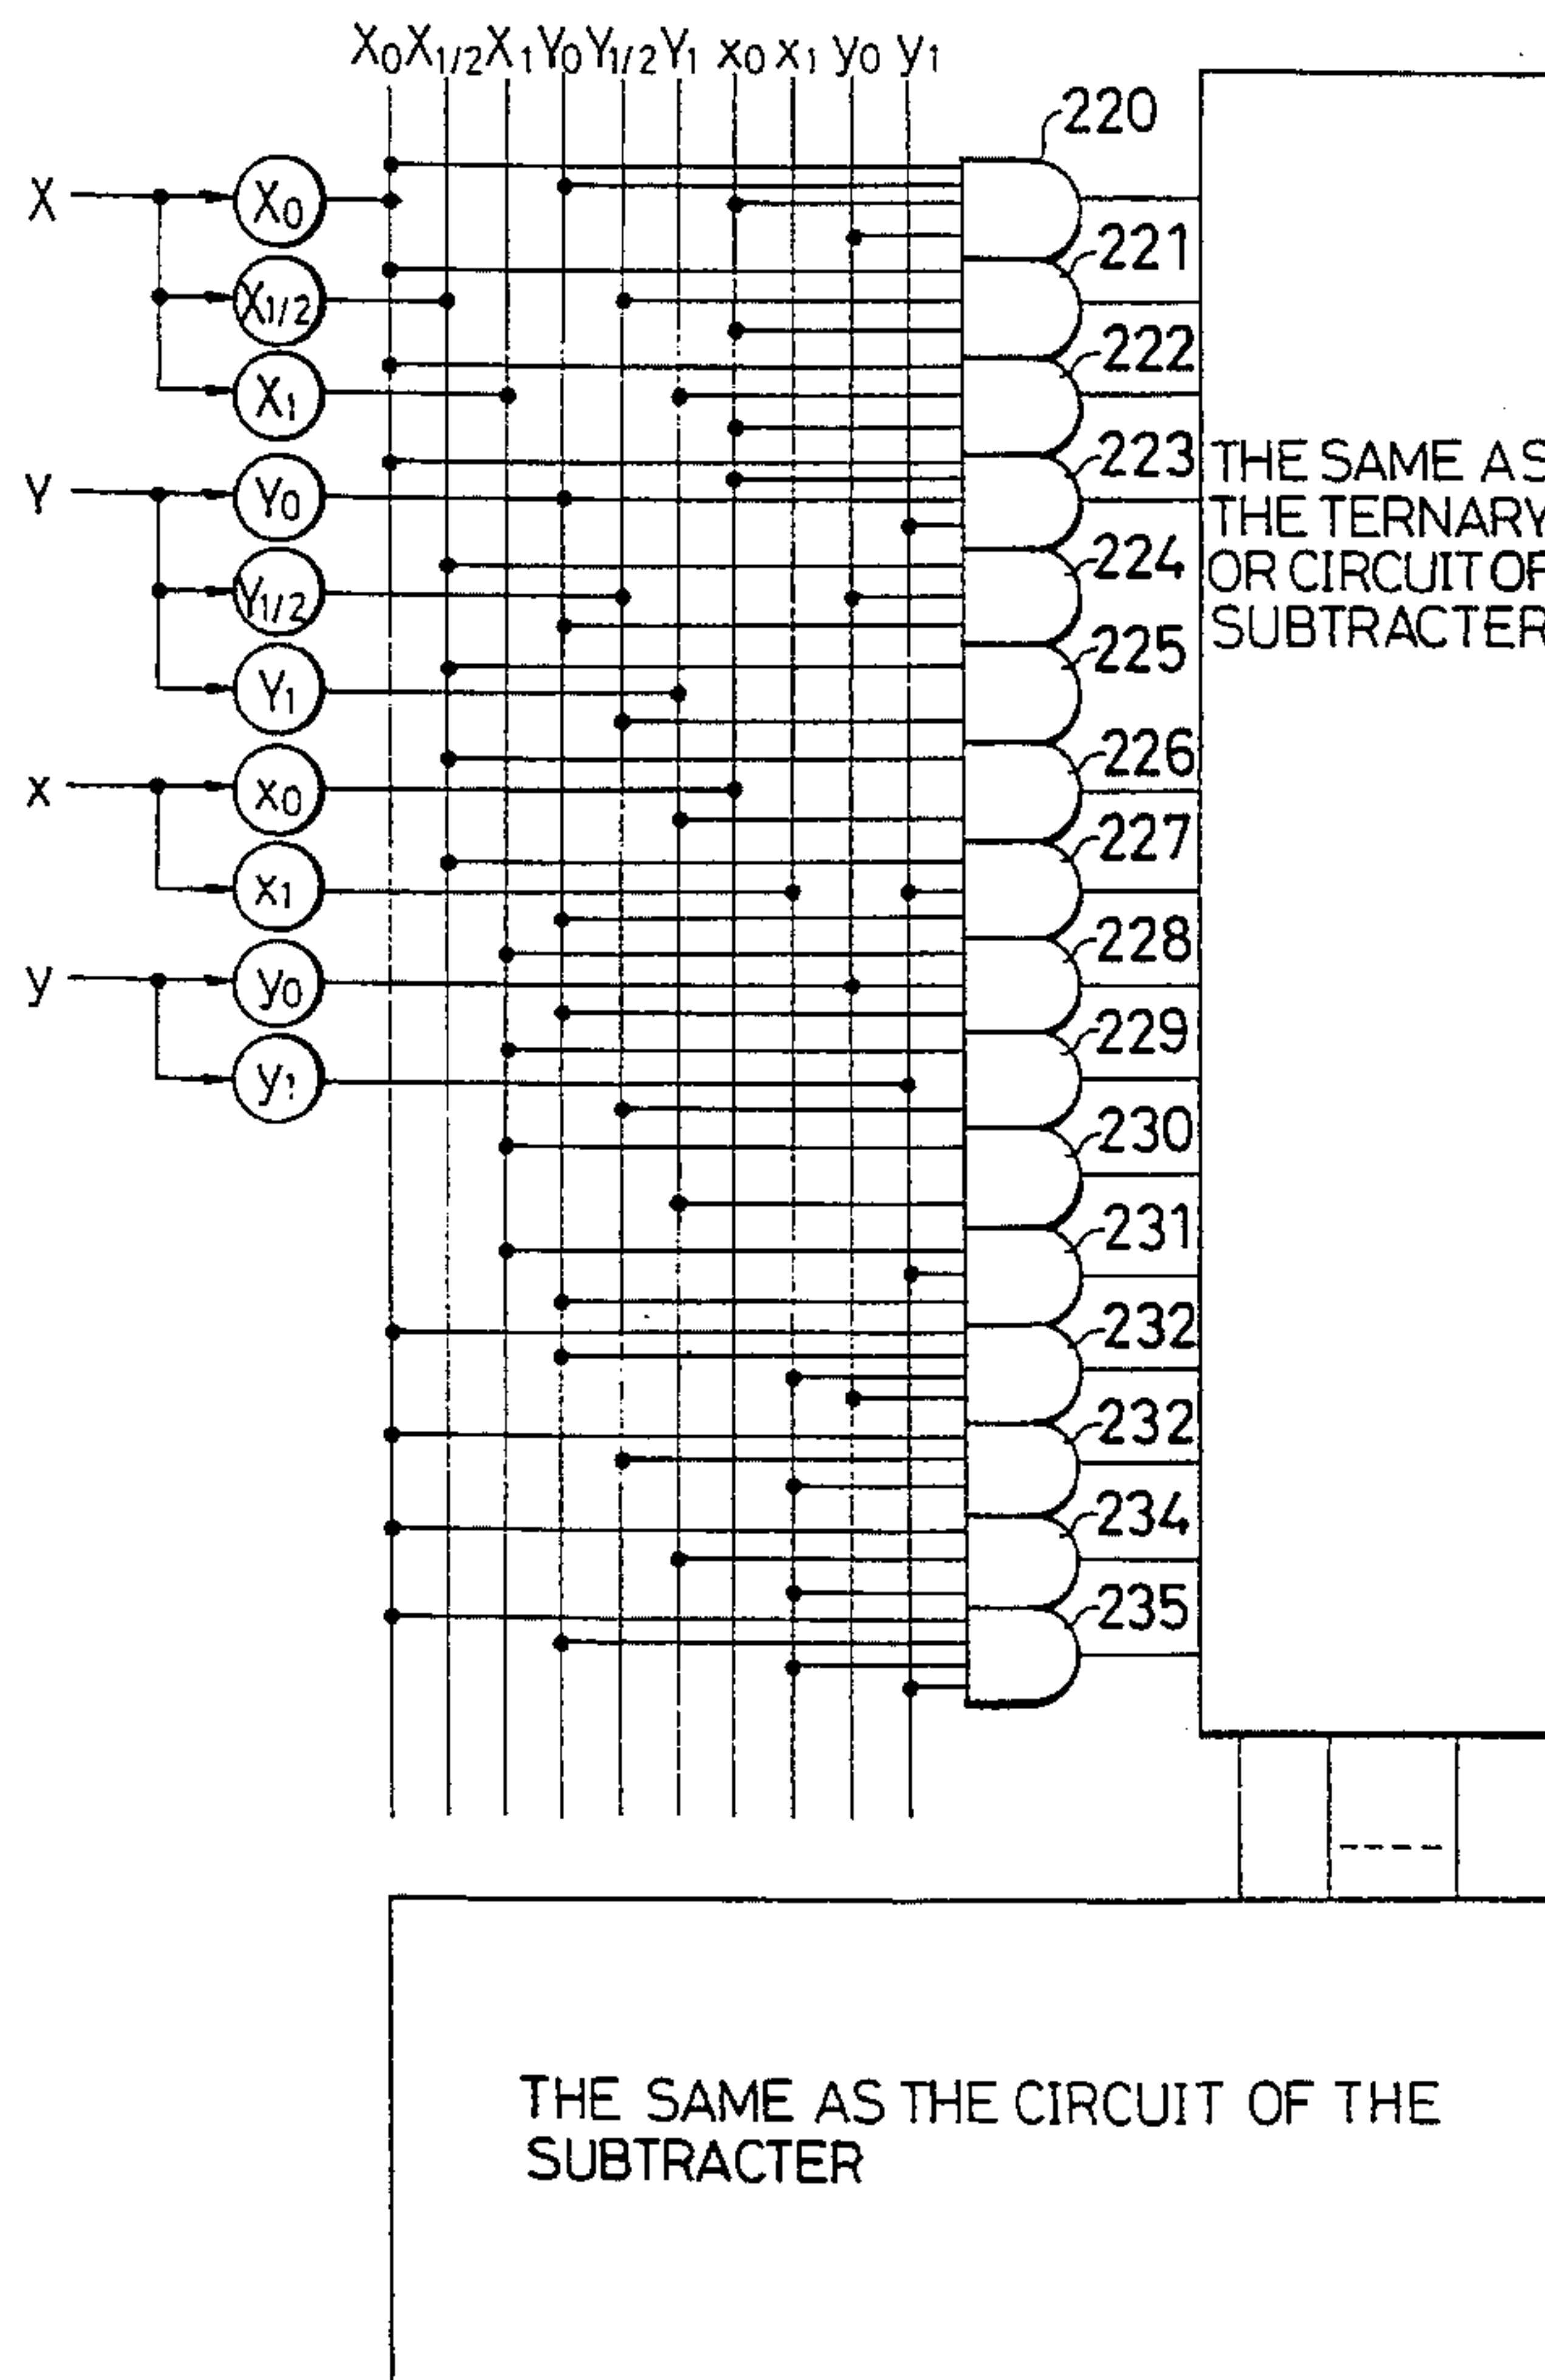 X0 X1/2 X1 Y0 Y1/2 Y1 x0 x1 y0 y1
220
X X0
221
X1/2
222
X1
223
Y Y0
THE SAME AS
THE TERNARY
OR CIRCUIT OF
SUBTRACTER
224
Y1/2
225
Y1
226
x x0
227
x1
228
y y0
229
y1
230
231
232
232
234
235
THE SAME AS THE CIRCUIT OF THE
SUBTRACTER